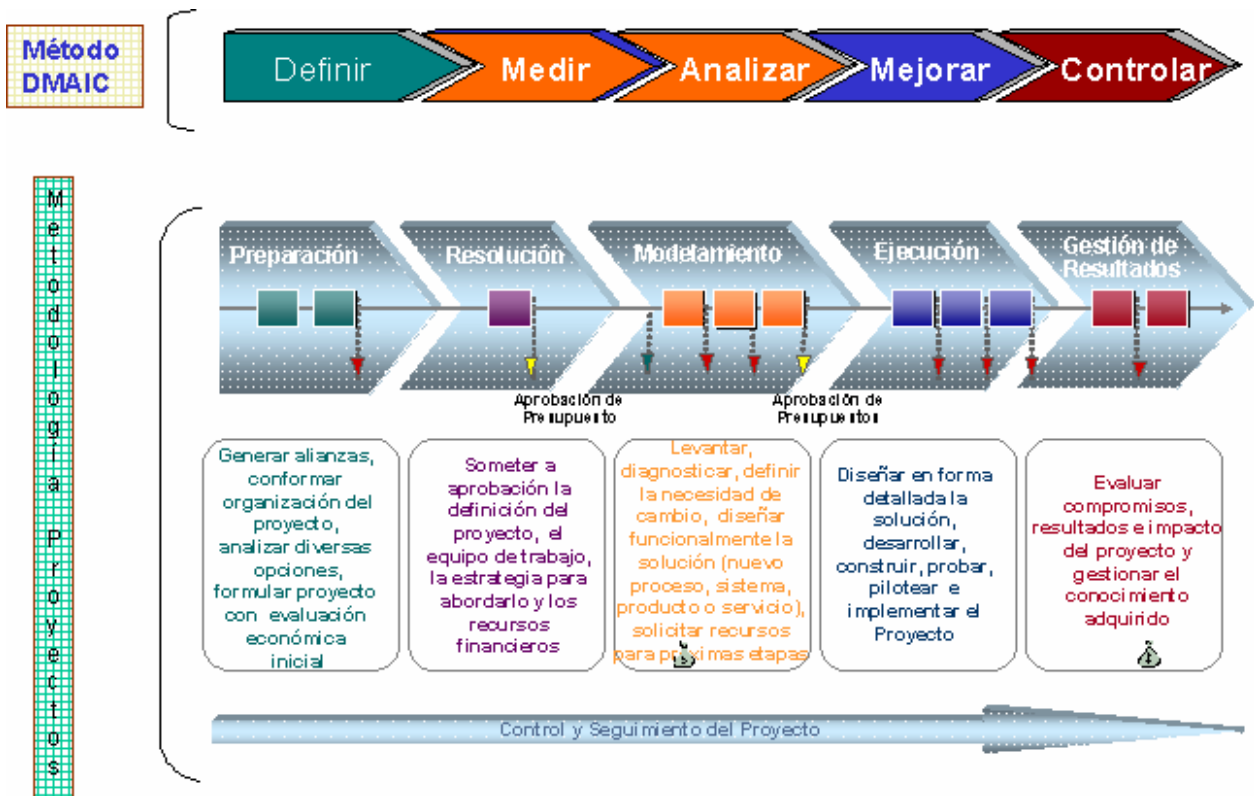 Método
DMAIC
Definir
Medir
Analizar
Mejorar
Controlar
Metodología Proyectos
Preparación
Resolución
Modelamiento
Ejecución
Gestión de
Resultados
Aprobación de
Presupuesto
Aprobación de
Presupuestos
Generar alianzas,
conformar
organización del
proyecto,
analizar diversas
opciones,
formular proyecto
con evaluación
económica
inicial
Someter a
aprobación la
definición del
proyecto, el
equipo de trabajo,
la estrategia para
abordarlo y los
recursos
financieros
Levantar,
diagnosticar, definir
la necesidad de
cambio, diseñar
funcionalmente la
solución (nuevo
proceso, sistema,
producto o servicio),
solicitar recursos
para próximas etapas
Diseñar en forma
detallada la
solución,
desarrollar,
construir, probar,
pilotear e
implementar el
Proyecto
Evaluar
compromisos,
resultados e impacto
del proyecto y
gestionar el
conocimiento
adquirido
Control y Seguimiento del Proyecto